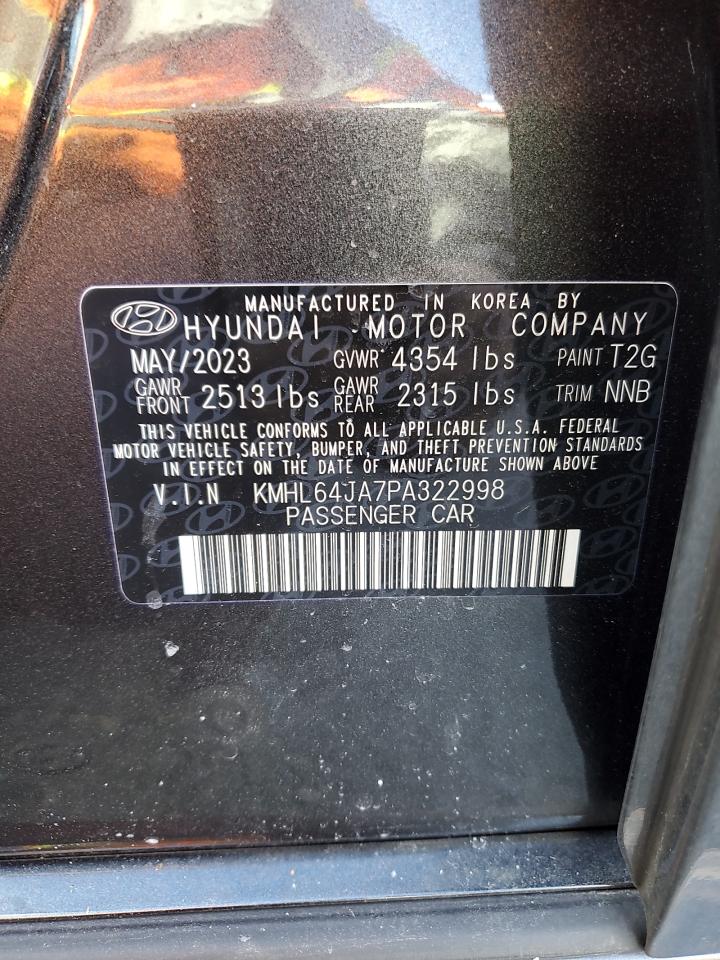 MANUFACTURED IN KOREA BY
HYUNDAI MOTOR COMPANY
MAY/2023 GVWR 4354 lbs PAINT T2G
GAWR FRONT 2513 lbs GAWR REAR 2315 lbs TRIM NNB
THIS VEHICLE CONFORMS TO ALL APPLICABLE U.S.A. FEDERAL
MOTOR VEHICLE SAFETY, BUMPER, AND THEFT PREVENTION STANDARDS
IN EFFECT ON THE DATE OF MANUFACTURE SHOWN ABOVE
V.I.N KMHL64JA7PA322998
PASSENGER CAR